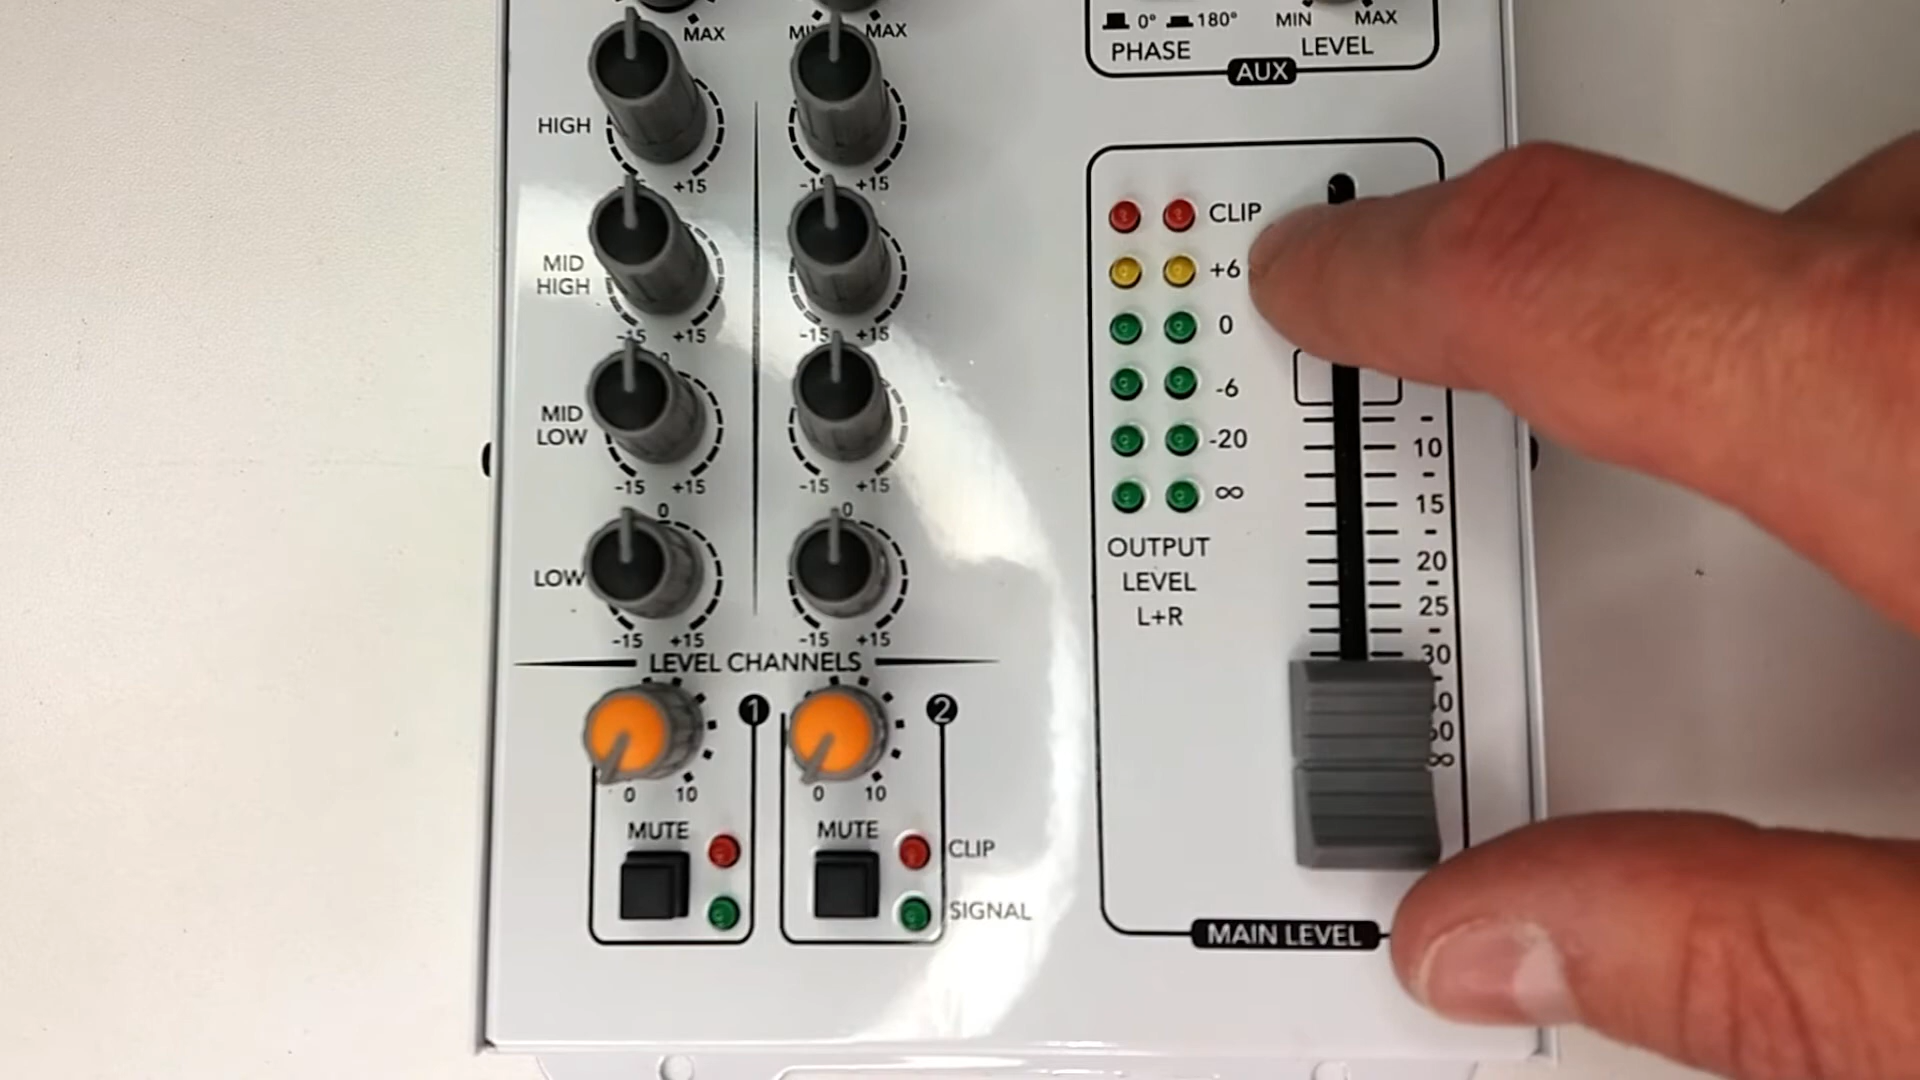 MAX
MAX
0° 180°
MIN MAX
PHASE
LEVEL
AUX
HIGH
+15
+15
MID
HIGH
-15 +15
-15 +15
MID
LOW
-15 +15
-15 +15
0
0
LOW
-15 +15
-15 +15
LEVEL CHANNELS
1
2
0 10
0 10
MUTE
MUTE
CLIP
SIGNAL
CLIP
+6
0
-6
-20
∞
OUTPUT
LEVEL
L+R
-
10
-
15
-
20
-
25
-
30
∞
MAIN LEVEL